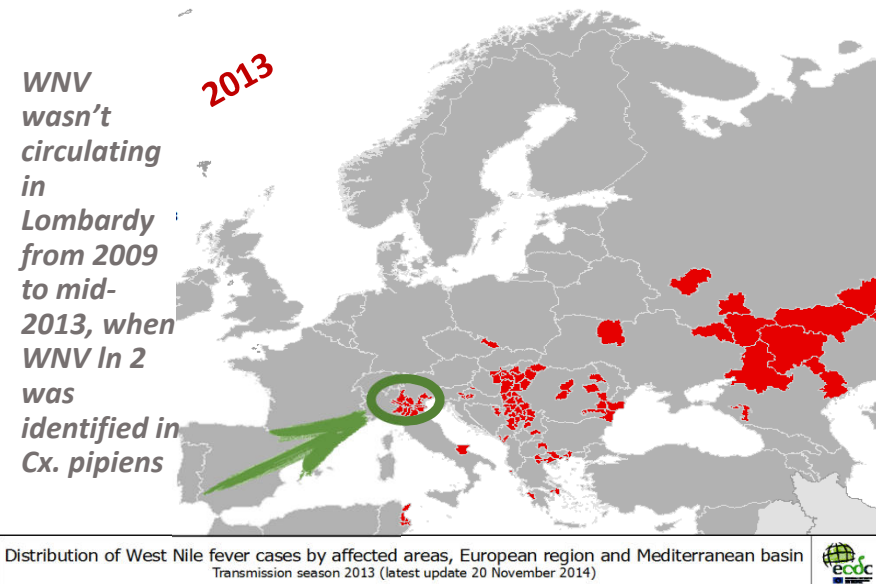 2013
WNV
wasn't
circulating
in
Lombardy
from 2009
to mid-
2013, when
WNV ln 2
was
identified in
Cx. pipiens
Distribution of West Nile fever cases by affected areas, European region and Mediterranean basin
Transmission season 2013 (latest update 20 November 2014)
ecdc